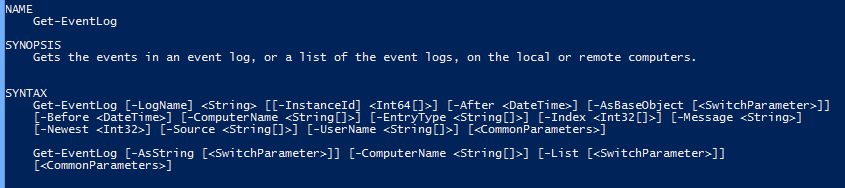 NAME
Get-EventLog
SYNOPSIS
Gets the events in an event log, or a list of the event logs, on the local or remote computers.
SYNTAX
Get-EventLog [-LogName] <String> [[-InstanceId] <Int64[]>] [-After <DateTime>] [-AsBaseObject [<SwitchParameter>]]
[-Before <DateTime>] [-ComputerName <String[]>] [-EntryType <String[]>] [-Index <Int32[]>] [-Message <String>]
[-Newest <Int32>] [-Source <String[]>] [-UserName <String[]>] [<CommonParameters>]
Get-EventLog [-AsString [<SwitchParameter>]] [-ComputerName <String[]>] [-List [<SwitchParameter>]]
[<CommonParameters>]